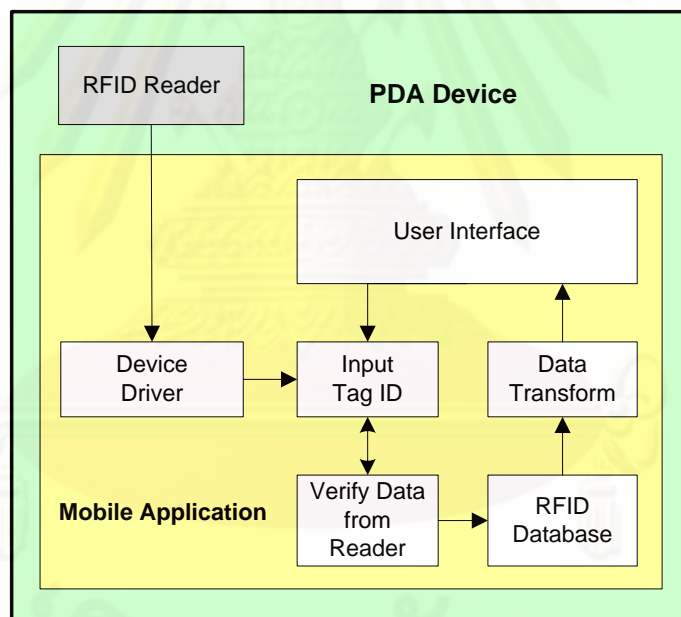 RFID Reader
PDA Device
User Interface
Device
Driver
Input
Tag ID
Data
Transform
Mobile Application
Verify Data
from
Reader
RFID
Database